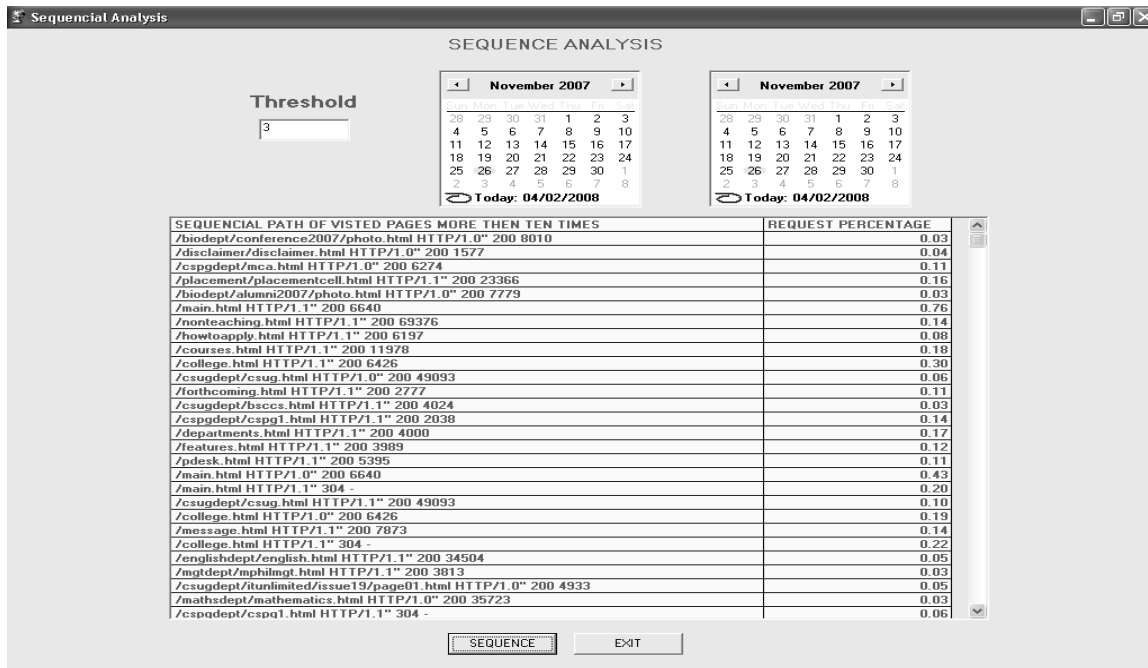 Sequencial Analysis
SEQUENCE ANALYSIS
Threshold
3
November 2007
Sun Mon Tue Wed Thu Fri Sat
28 29 30 31 1 2 3
4 5 6 7 8 9 10
11 12 13 14 15 16 17
18 19 20 21 22 23 24
25 26 27 28 29 30 1
2 3 4 5 6 7 8
Today: 04/02/2008
November 2007
Sun Mon Tue Wed Thu Fri Sat
28 29 30 31 1 2 3
4 5 6 7 8 9 10
11 12 13 14 15 16 17
18 19 20 21 22 23 24
25 26 27 28 29 30 1
2 3 4 5 6 7 8
Today: 04/02/2008
SEQUENCIAL PATH OF VISTED PAGES MORE THEN TEN TIMES REQUEST PERCENTAGE
/biodept/conference2007/photo.html HTTP/1.0" 200 8010 0.03
/disclaimer/disclaimer.html HTTP/1.0" 200 1577 0.04
/cspgdept/mca.html HTTP/1.0" 200 6274 0.11
/placement/placementcell.html HTTP/1.1" 200 23366 0.16
/biodept/alumni2007/photo.html HTTP/1.0" 200 7779 0.03
/main.html HTTP/1.1" 200 6640 0.76
/nonteaching.html HTTP/1.1" 200 69376 0.14
/howtoapply.html HTTP/1.1" 200 6197 0.08
/courses.html HTTP/1.1" 200 11978 0.18
/college.html HTTP/1.1" 200 6426 0.30
/csugdept/csug.html HTTP/1.0" 200 49093 0.06
/forthcoming.html HTTP/1.1" 200 2777 0.11
/csugdept/bsccs.html HTTP/1.1" 200 4024 0.03
/cspgdept/cspg1.html HTTP/1.1" 200 2038 0.14
/departments.html HTTP/1.1" 200 4000 0.17
/features.html HTTP/1.1" 200 3989 0.12
/pdesk.html HTTP/1.1" 200 5395 0.11
/main.html HTTP/1.0" 200 6640 0.43
/main.html HTTP/1.1" 304 - 0.20
/csugdept/csug.html HTTP/1.1" 200 49093 0.10
/college.html HTTP/1.0" 200 6426 0.19
/message.html HTTP/1.1" 200 7873 0.14
/college.html HTTP/1.1" 304 - 0.22
/englishdept/english.html HTTP/1.1" 200 34504 0.05
/mgtdept/mphilmgt.html HTTP/1.1" 200 3813 0.03
/csugdept/itunlimited/issue19/page01.html HTTP/1.0" 200 4933 0.05
/mathsdept/mathematics.html HTTP/1.0" 200 35723 0.03
/cspgdept/cspg1.html HTTP/1.1" 304 - 0.06
SEQUENCE EXIT